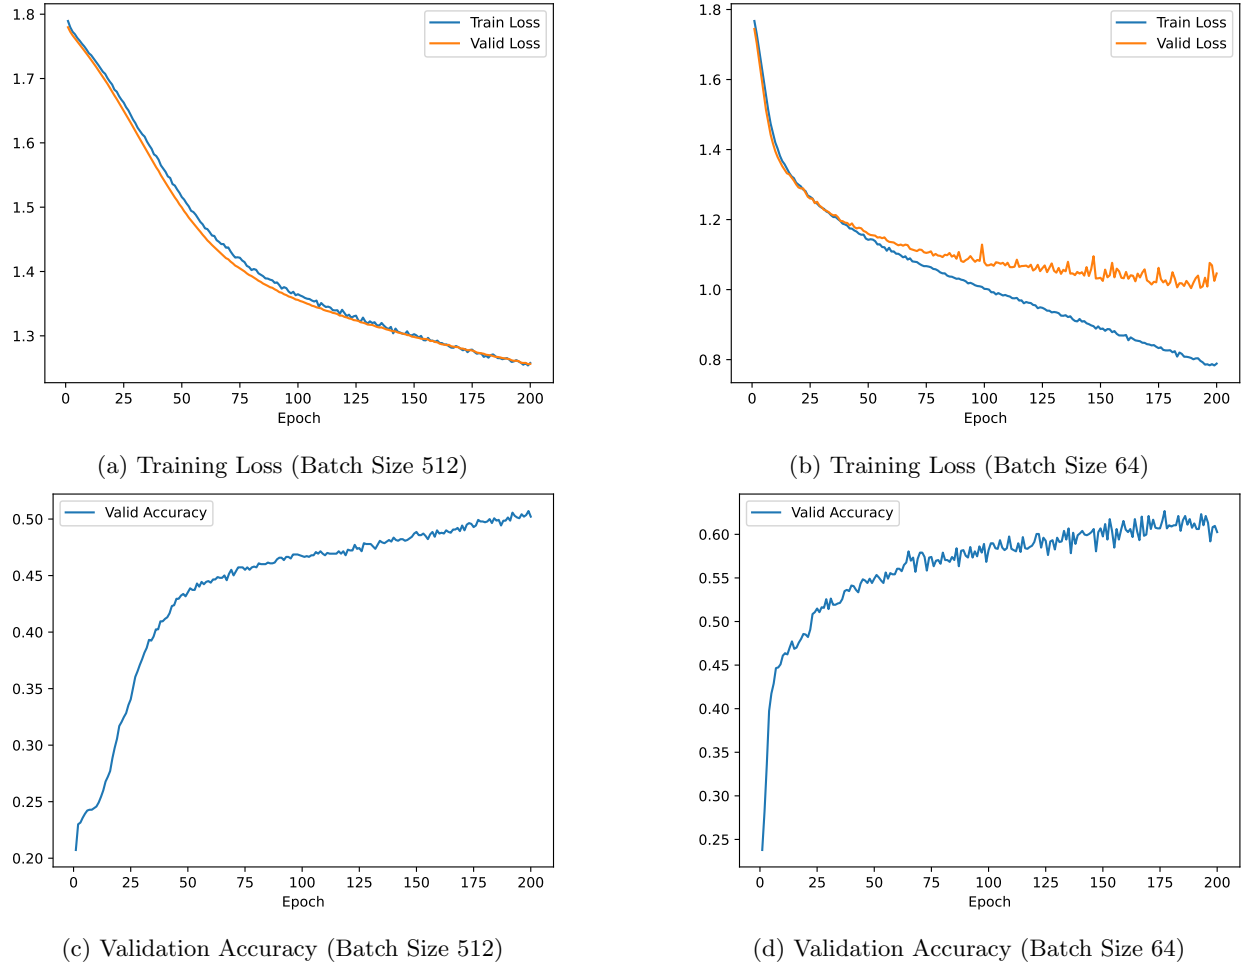 1.8
1.7
1.6
1.5
1.4
1.3
Train Loss
Valid Loss
0 25 50 75 100 125 150 175 200
Epoch
(a) Training Loss (Batch Size 512)
1.8
1.6
1.4
1.2
1.0
0.8
Train Loss
Valid Loss
0 25 50 75 100 125 150 175 200
Epoch
(b) Training Loss (Batch Size 64)
0.50
0.45
0.40
0.35
0.30
0.25
0.20
Valid Accuracy
0 25 50 75 100 125 150 175 200
Epoch
(c) Validation Accuracy (Batch Size 512)
0.60
0.55
0.50
0.45
0.40
0.35
0.30
0.25
Valid Accuracy
0 25 50 75 100 125 150 175 200
Epoch
(d) Validation Accuracy (Batch Size 64)